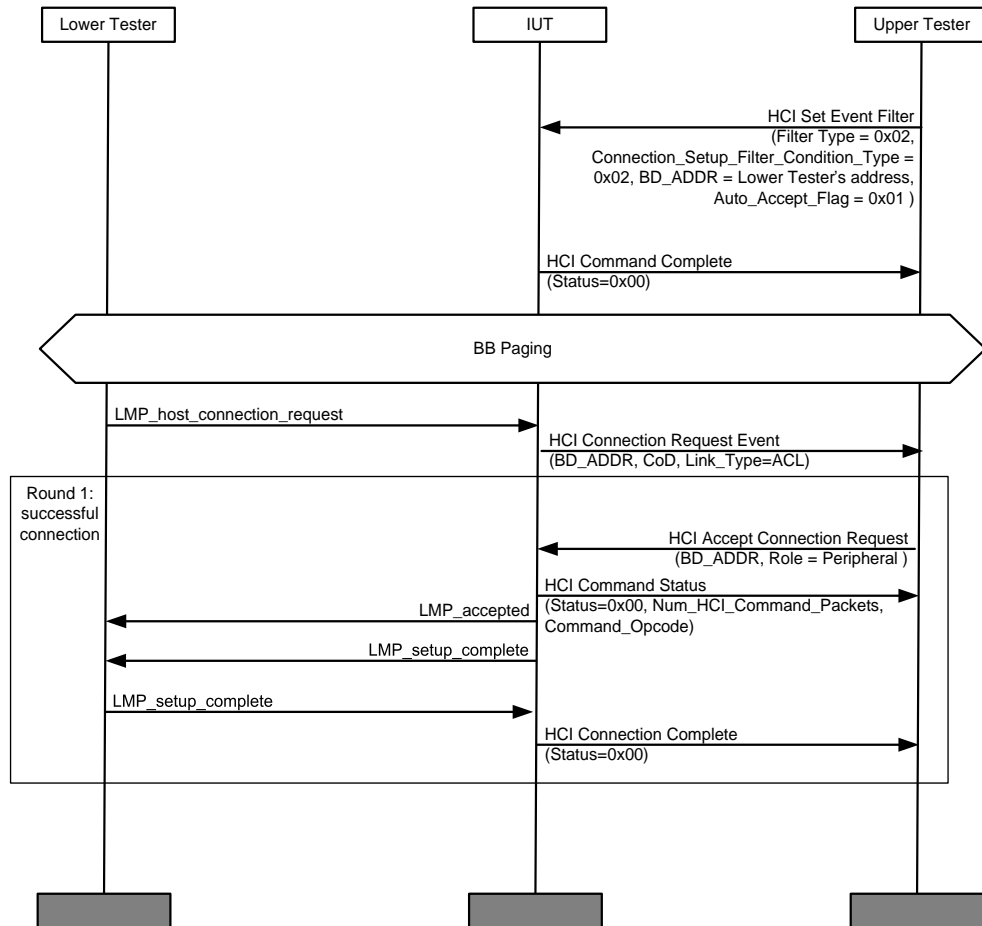 Lower Tester
IUT
Upper Tester
HCI Set Event Filter
(Filter Type = 0x02,
Connection_Setup_Filter_Condition_Type =
0x02, BD_ADDR = Lower Tester's address,
Auto_Accept_Flag = 0x01 )
HCI Command Complete
(Status=0x00)
BB Paging
LMP_host_connection_request
HCI Connection Request Event
(BD_ADDR, CoD, Link_Type=ACL)
Round 1:
successful
connection
HCI Accept Connection Request
(BD_ADDR, Role = Peripheral )
HCI Command Status
(Status=0x00, Num_HCI_Command_Packets,
Command_Opcode)
LMP_accepted
LMP_setup_complete
LMP_setup_complete
HCI Connection Complete
(Status=0x00)